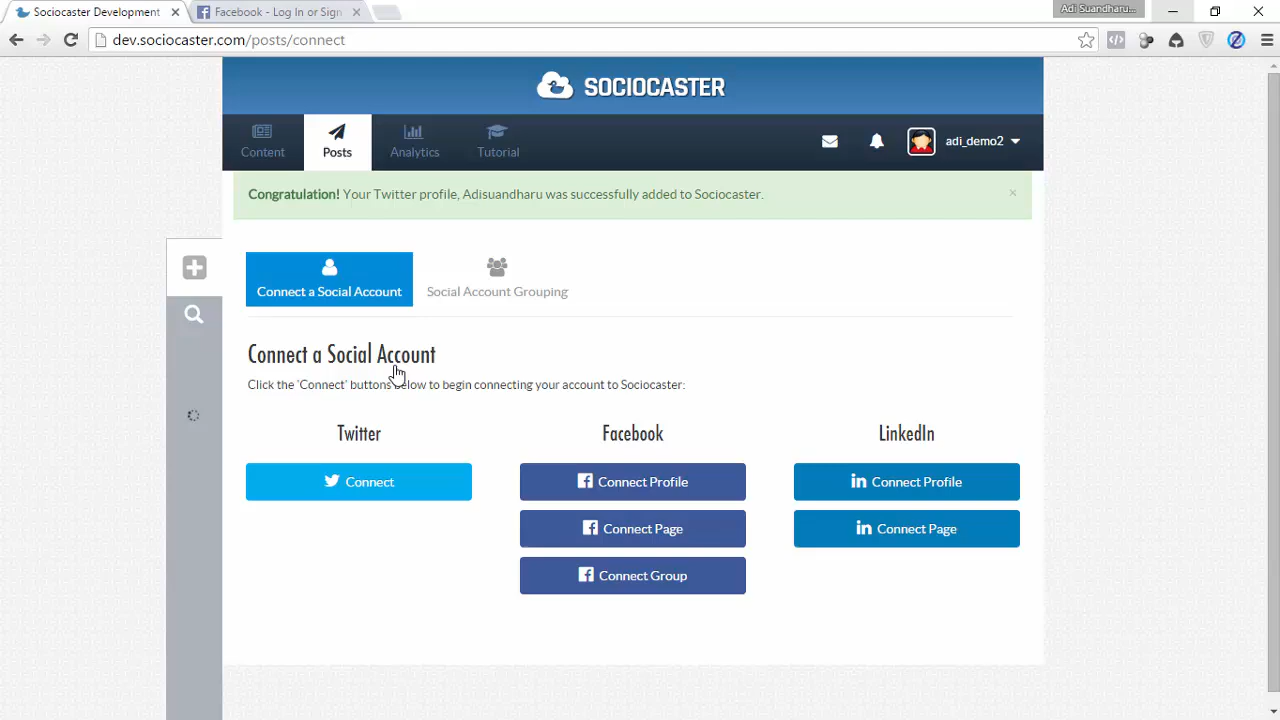 Sociocaster Development
Facebook - Log In or Sign
Adi Suandharu...
dev.sociocaster.com/posts/connect
SOCIOCASTER
Content
Posts
Analytics
Tutorial
adi_demo2
Congratulation! Your Twitter profile, Adisuandharu was successfully added to Sociocaster.
×
Connect a Social Account
Social Account Grouping
Connect a Social Account
Click the 'Connect' buttons below to begin connecting your account to Sociocaster:
Twitter
Facebook
LinkedIn
Connect
Connect Profile
Connect Profile
Connect Page
Connect Page
Connect Group